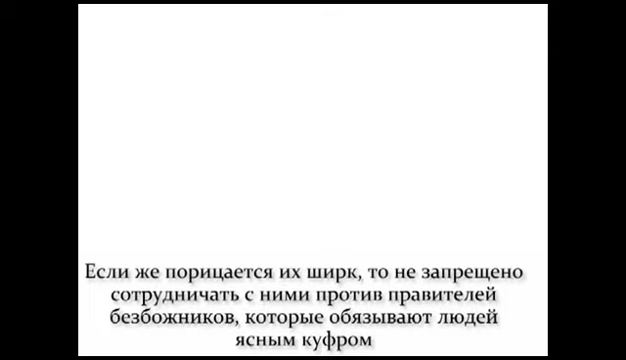 Если же порицается их ширк, то не запрещено
сотрудничать с ними против правителей
безбожников, которые обязывают людей
ясным куфром